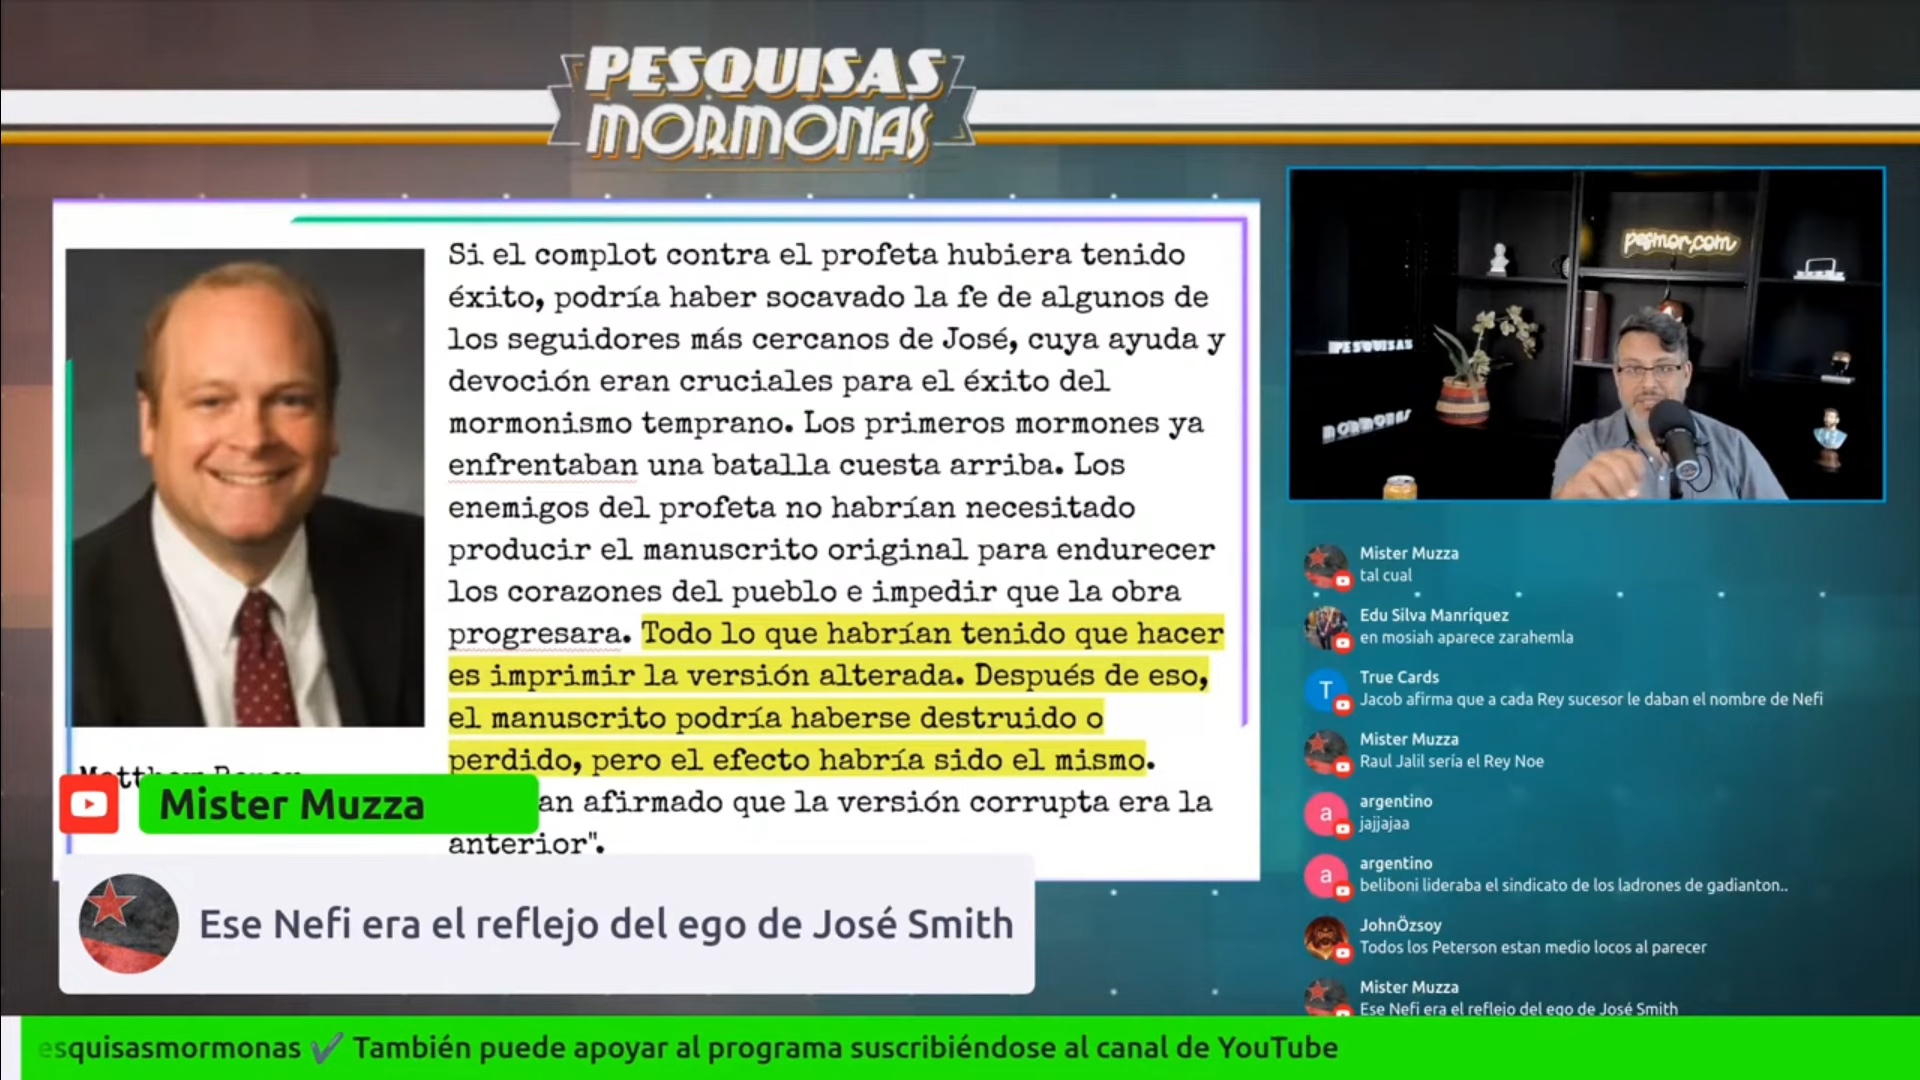 PESQUISAS
MORMONAS
Si el complot contra el profeta hubiera tenido
éxito, podría haber socavado la fe de algunos de
los seguidores más cercanos de José, cuya ayuda y
devoción eran cruciales para el éxito del
mormonismo temprano. Los primeros mormones ya
enfrentaban una batalla cuesta arriba. Los
enemigos del profeta no habrían necesitado
producir el manuscrito original para endurecer
los corazones del pueblo e impedir que la obra
progresara. Todo lo que habrían tenido que hacer
es imprimir la versión alterada. Después de eso,
el manuscrito podría haberse destruido o
perdido, pero el efecto habría sido el mismo.
an afirmado que la versión corrupta era la
anterior".
Mister Muzza
Ese Nefi era el reflejo del ego de José Smith
pesmor.com
PESQUISAS
MORMONAS
Mister Muzza
tal cual
Edu Silva Manríquez
en mosiah aparece zarahemla
T
True Cards
Jacob afirma que a cada Rey sucesor le daban el nombre de Nefi
Mister Muzza
Raul Jalil sería el Rey Noe
a
argentino
jajjajaa
a
argentino
beliboni lideraba el sindicato de los ladrones de gadianton..
JohnÖzsoy
Todos los Peterson estan medio locos al parecer
Mister Muzza
Ese Nefi era el reflejo del ego de José Smith
esquisasmormonas ✔ También puede apoyar al programa suscribiéndose al canal de YouTube